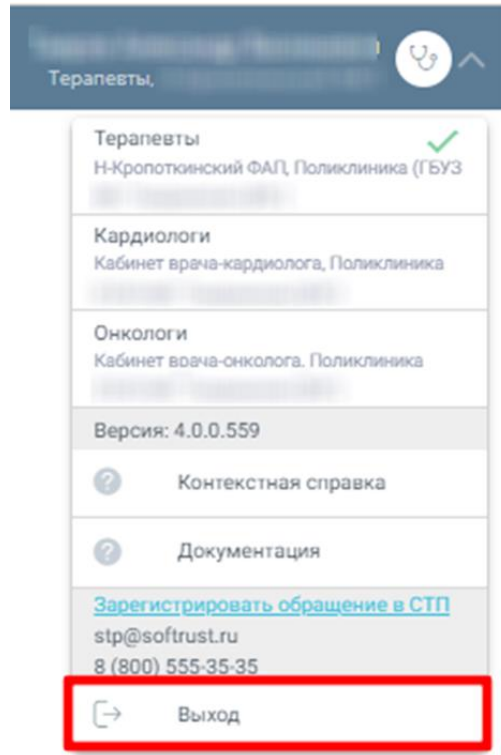 Терапевты,
Терапевты
Н-Кропоткинский ФАП, Поликлиника (ГБУЗ
Кардиологи
Кабинет врача-кардиолога, Поликлиника
Онкологи
Кабинет врача-онколога. Поликлиника
Версия: 4.0.0.559
Контекстная справка
Документация
Зарегистрировать обращение в СТП
stp@softrust.ru
8 (800) 555-35-35
Выход